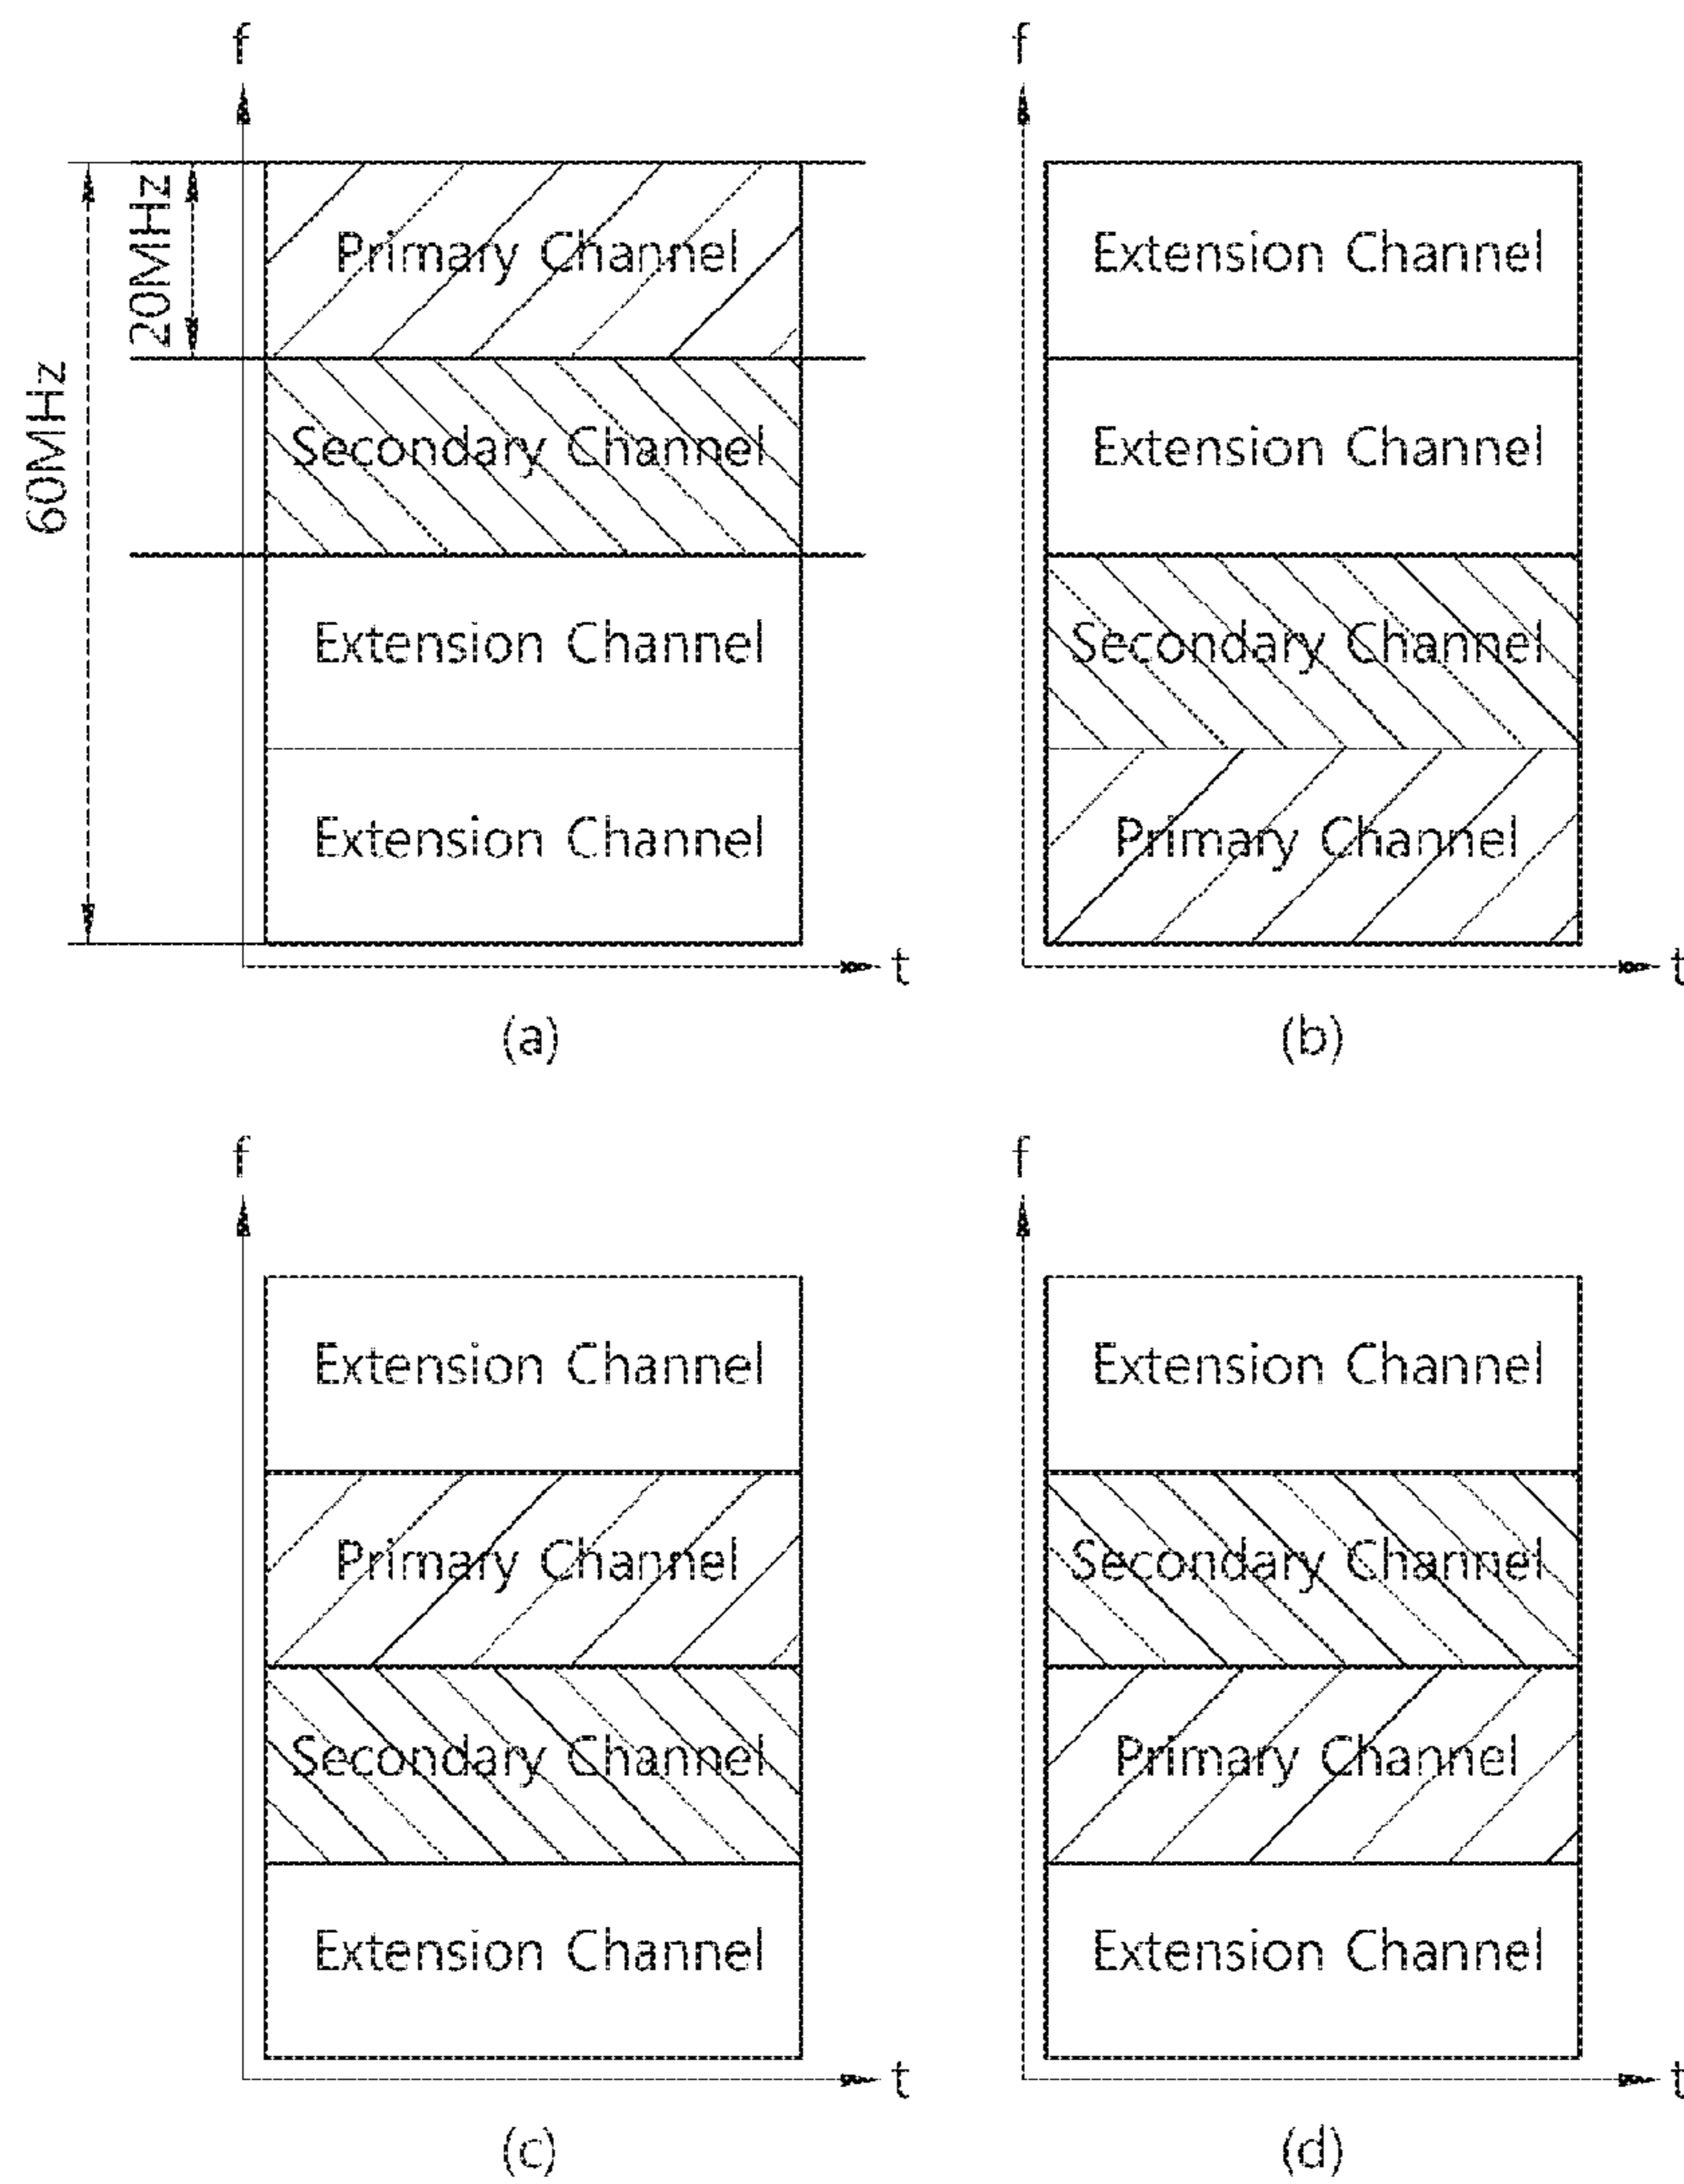 f
20MHz
60MHz
Primary Channel
Secondary Channel
Extension Channel
Extension Channel
t
(a)
f
Extension Channel
Extension Channel
Secondary Channel
Primary Channel
t
(b)
f
Extension Channel
Primary Channel
Secondary Channel
Extension Channel
t
(c)
f
Extension Channel
Secondary Channel
Primary Channel
Extension Channel
t
(d)